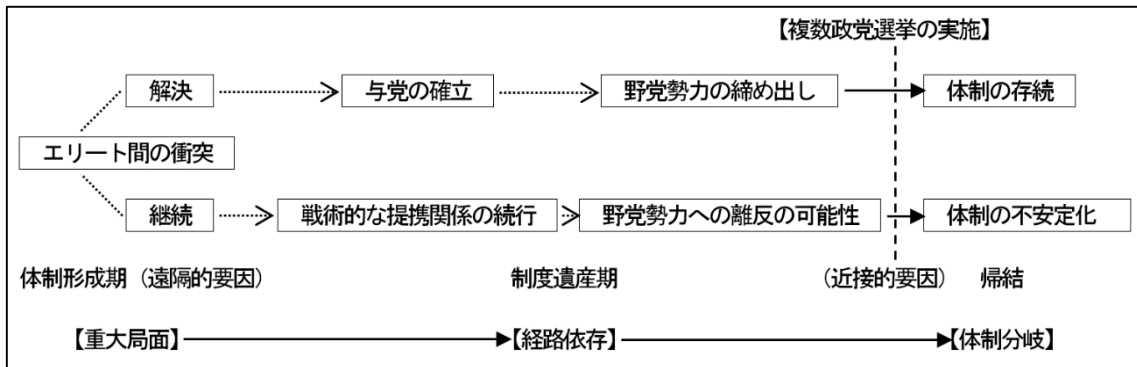 【複数政党選挙の実施】
解決
与党の確立
野党勢力の締め出し
体制の存続
エリート間の衝突
継続
戦術的な提携関係の続行
野党勢力への離反の可能性
体制の不安定化
体制形成期（遠隔的要因）
制度遺産期
（近接的要因）
帰結
【重大局面】
【経路依存】
【体制分岐】